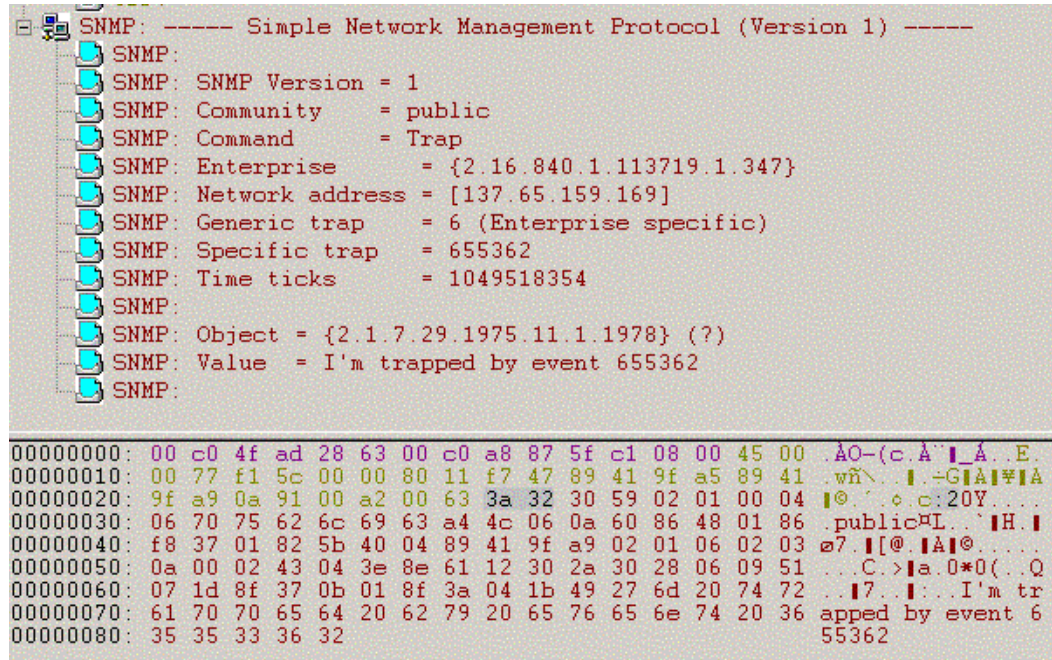 SNMP: ----- Simple Network Management Protocol (Version 1) -----
SNMP:
SNMP: SNMP Version = 1
SNMP: Community     = public
SNMP: Command       = Trap
SNMP: Enterprise      = {2.16.840.1.113719.1.347}
SNMP: Network address = [137.65.159.169]
SNMP: Generic trap    = 6 (Enterprise specific)
SNMP: Specific trap   = 655362
SNMP: Time ticks      = 1049518354
SNMP:
SNMP: Object = {2.1.7.29.1975.11.1.1978} (?)
SNMP: Value  = I'm trapped by event 655362
SNMP:
00000000: 00 c0 4f ad 28 63 00 c0 a8 87 5f c1 08 00 45 00 .ÀO-(c.À¨▮_Á..E.
00000010: 00 77 f1 5c 00 00 80 11 f7 47 89 41 9f a5 89 41 .wñ\..▮.÷G▮A▮¥▮A
00000020: 9f a9 0a 91 00 a2 00 63 3a 32 30 59 02 01 00 04 ▮©.´.¢.c:20Y....
00000030: 06 70 75 62 6c 69 63 a4 4c 06 0a 60 86 48 01 86 .public¤L..`▮H.▮
00000040: f8 37 01 82 5b 40 04 89 41 9f a9 02 01 06 02 03 ø7.▮[@.▮A▮©.....
00000050: 0a 00 02 43 04 3e 8e 61 12 30 2a 30 28 06 09 51 ...C.>▮a.0*0(..Q
00000060: 07 1d 8f 37 0b 01 8f 3a 04 1b 49 27 6d 20 74 72 ..▮7..▮:..I'm tr
00000070: 61 70 70 65 64 20 62 79 20 65 76 65 6e 74 20 36 apped by event 6
00000080: 35 35 33 36 32 55362